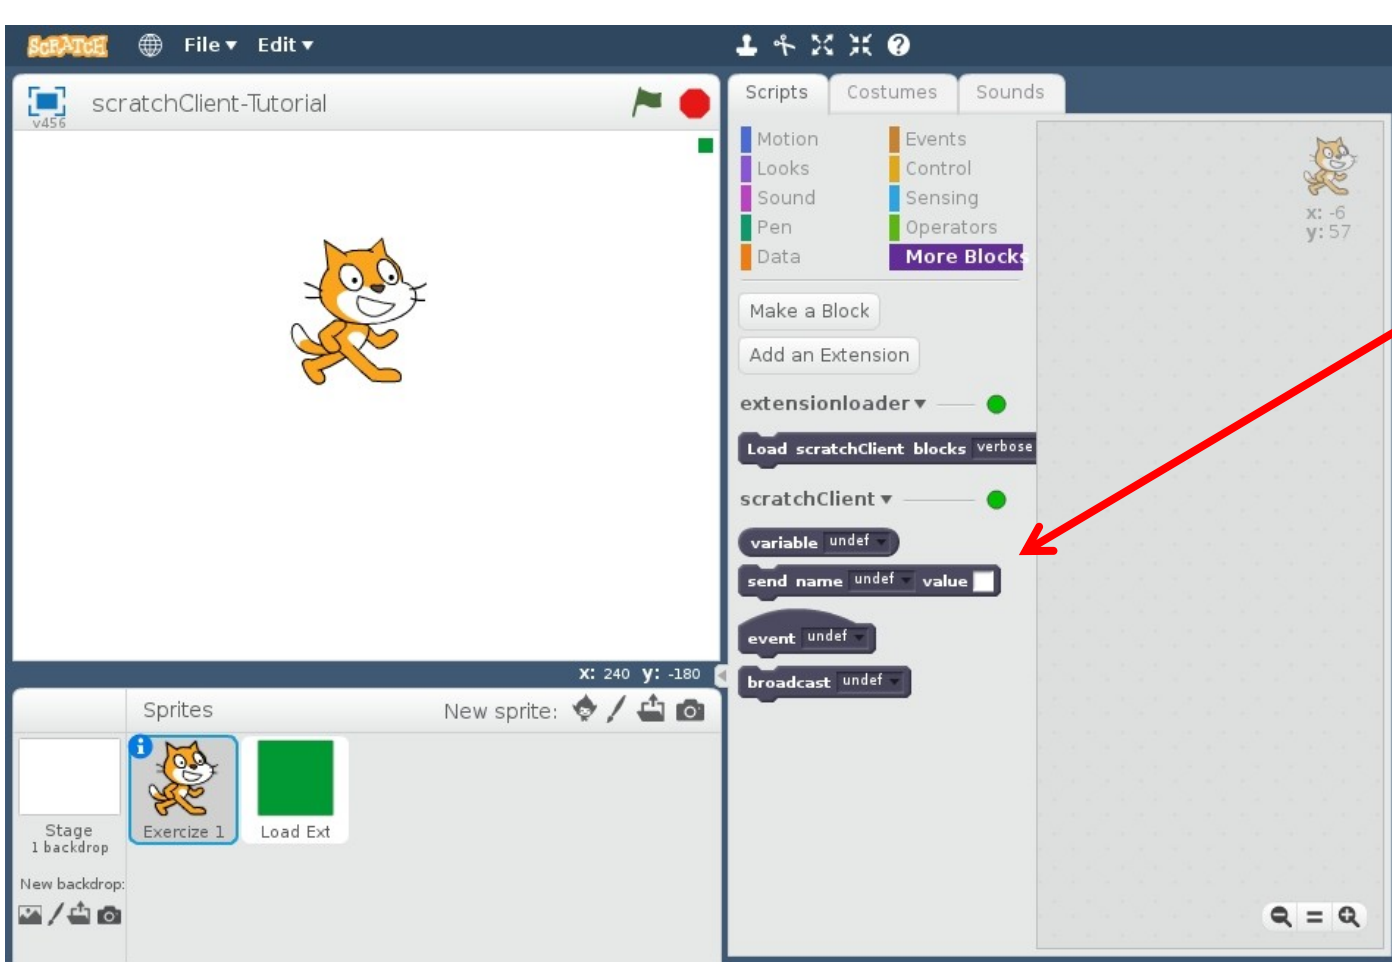 SCRATCH File Edit
v456 scratchClient-Tutorial
Scripts Costumes Sounds
Motion Events
Looks Control
Sound Sensing
Pen Operators
Data More Blocks
x: -6
y: 57
Make a Block
Add an Extension
extensionloader
Load scratchClient blocks verbose
scratchClient
variable undef
send name undef value
event undef
broadcast undef
x: 240 y: -180
Sprites New sprite:
Stage
1 backdrop
New backdrop:
Exercize 1
Load Ext